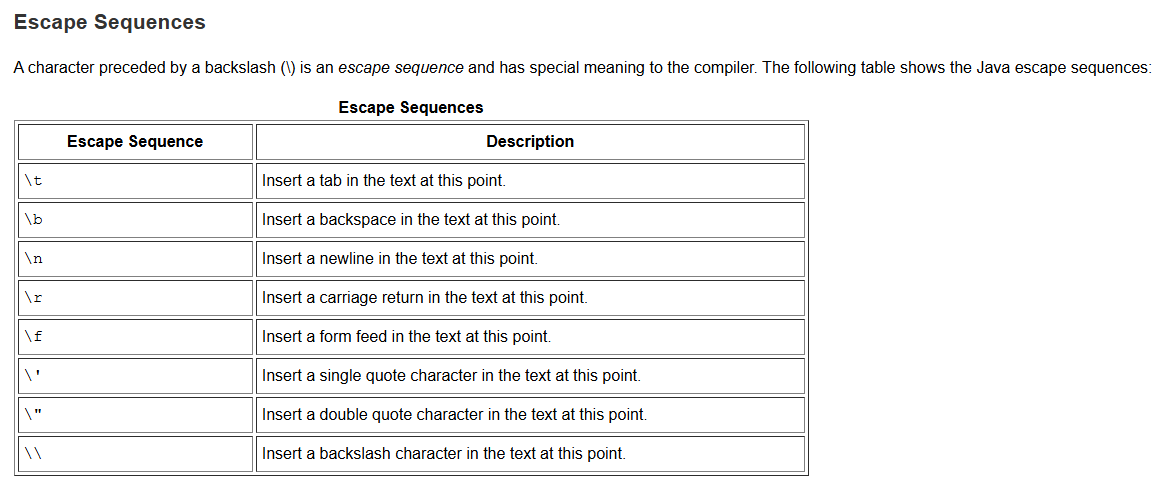 Escape Sequences
A character preceded by a backslash (\) is an escape sequence and has special meaning to the compiler. The following table shows the Java escape sequences:
Escape Sequences
Escape Sequence Description
\t Insert a tab in the text at this point.
\b Insert a backspace in the text at this point.
\n Insert a newline in the text at this point.
\r Insert a carriage return in the text at this point.
\f Insert a form feed in the text at this point.
\' Insert a single quote character in the text at this point.
\" Insert a double quote character in the text at this point.
\\ Insert a backslash character in the text at this point.